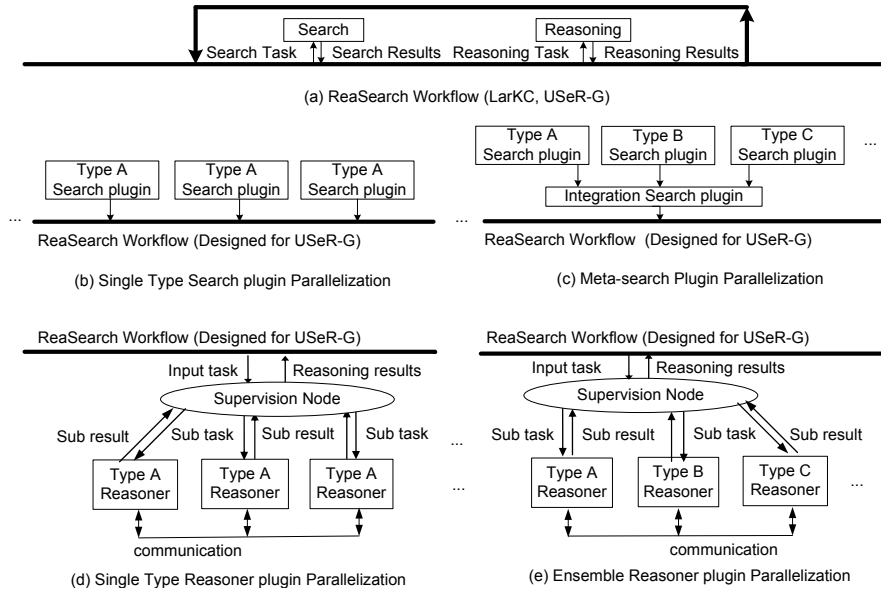 Search
Reasoning
Search Task
Search Results
Reasoning Task
Reasoning Results
(a) ReaSearch Workflow (LarKC, USeR-G)
Type A
Search plugin
Type A
Search plugin
Type A
Search plugin
...
ReaSearch Workflow (Designed for USeR-G)
(b) Single Type Search plugin Parallelization
Type A
Search plugin
Type B
Search plugin
Type C
Search plugin
...
Integration Search plugin
...
ReaSearch Workflow (Designed for USeR-G)
(c) Meta-search Plugin Parallelization
ReaSearch Workflow (Designed for USeR-G)
Input task
Reasoning results
Supervision Node
Sub result
Sub task
Sub result
Sub task
...
Type A
Reasoner
Type A
Reasoner
Type A
Reasoner
...
communication
(d) Single Type Reasoner plugin Parallelization
ReaSearch Workflow (Designed for USeR-G)
Input task
Reasoning results
Supervision Node
Sub task
Sub result
Sub task
Sub result
Type A
Reasoner
Type B
Reasoner
Type C
Reasoner
...
communication
(e) Ensemble Reasoner plugin Parallelization